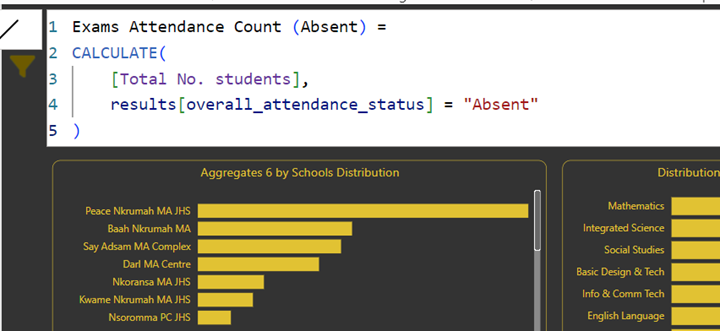 1 Exams Attendance Count (Absent) =
2 CALCULATE(
3 [Total No. students],
4 results[overall_attendance_status] = "Absent"
5 )
Aggregates 6 by Schools Distribution
Peace Nkrumah MA JHS
Baah Nkrumah MA
Say Adsam MA Complex
Darl MA Centre
Nkoransa MA JHS
Kwame Nkrumah MA JHS
Nsoromma PC JHS
Distribution
Mathematics
Integrated Science
Social Studies
Basic Design & Tech
Info & Comm Tech
English Language